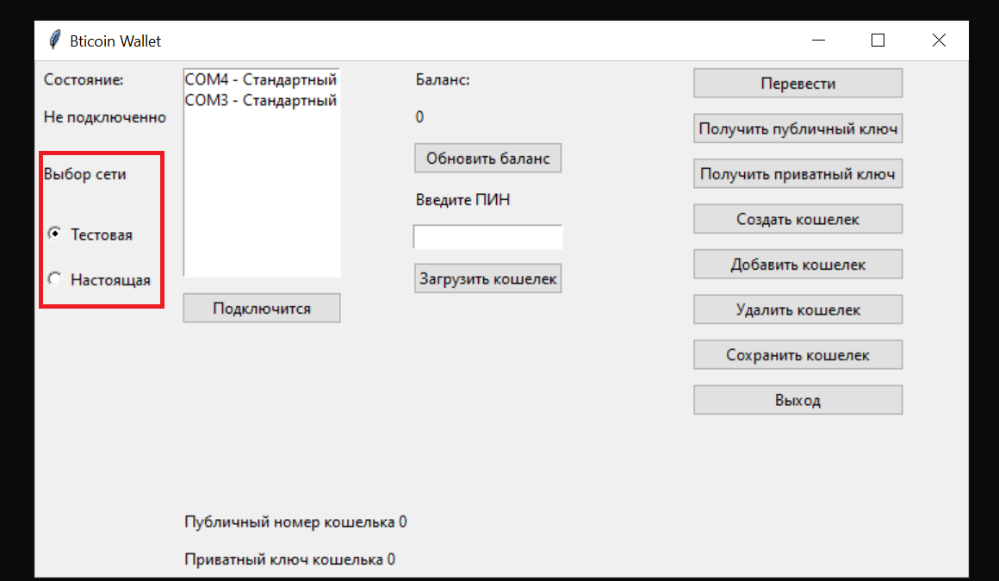 Bticoin Wallet
Состояние:
Не подключенно
Выбор сети
Тестовая
Настоящая
COM4 - Стандартный
COM3 - Стандартный
Подключится
Баланс:
0
Обновить баланс
Введите ПИН
Загрузить кошелек
Перевести
Получить публичный ключ
Получить приватный ключ
Создать кошелек
Добавить кошелек
Удалить кошелек
Сохранить кошелек
Выход
Публичный номер кошелька 0
Приватный ключ кошелька 0